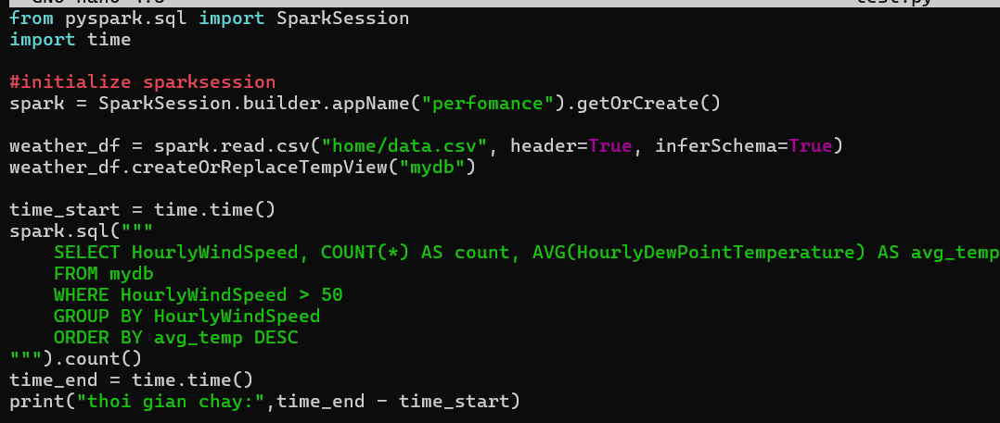 from pyspark.sql import SparkSession
import time
#initialize sparksession
spark = SparkSession.builder.appName("perfomance").getOrCreate()
weather_df = spark.read.csv("home/data.csv", header=True, inferSchema=True)
weather_df.createOrReplaceTempView("mydb")
time_start = time.time()
spark.sql("""
    SELECT HourlyWindSpeed, COUNT(*) AS count, AVG(HourlyDewPointTemperature) AS avg_temp
    FROM mydb
    WHERE HourlyWindSpeed > 50
    GROUP BY HourlyWindSpeed
    ORDER BY avg_temp DESC
""").count()
time_end = time.time()
print("thoi gian chay:",time_end - time_start)